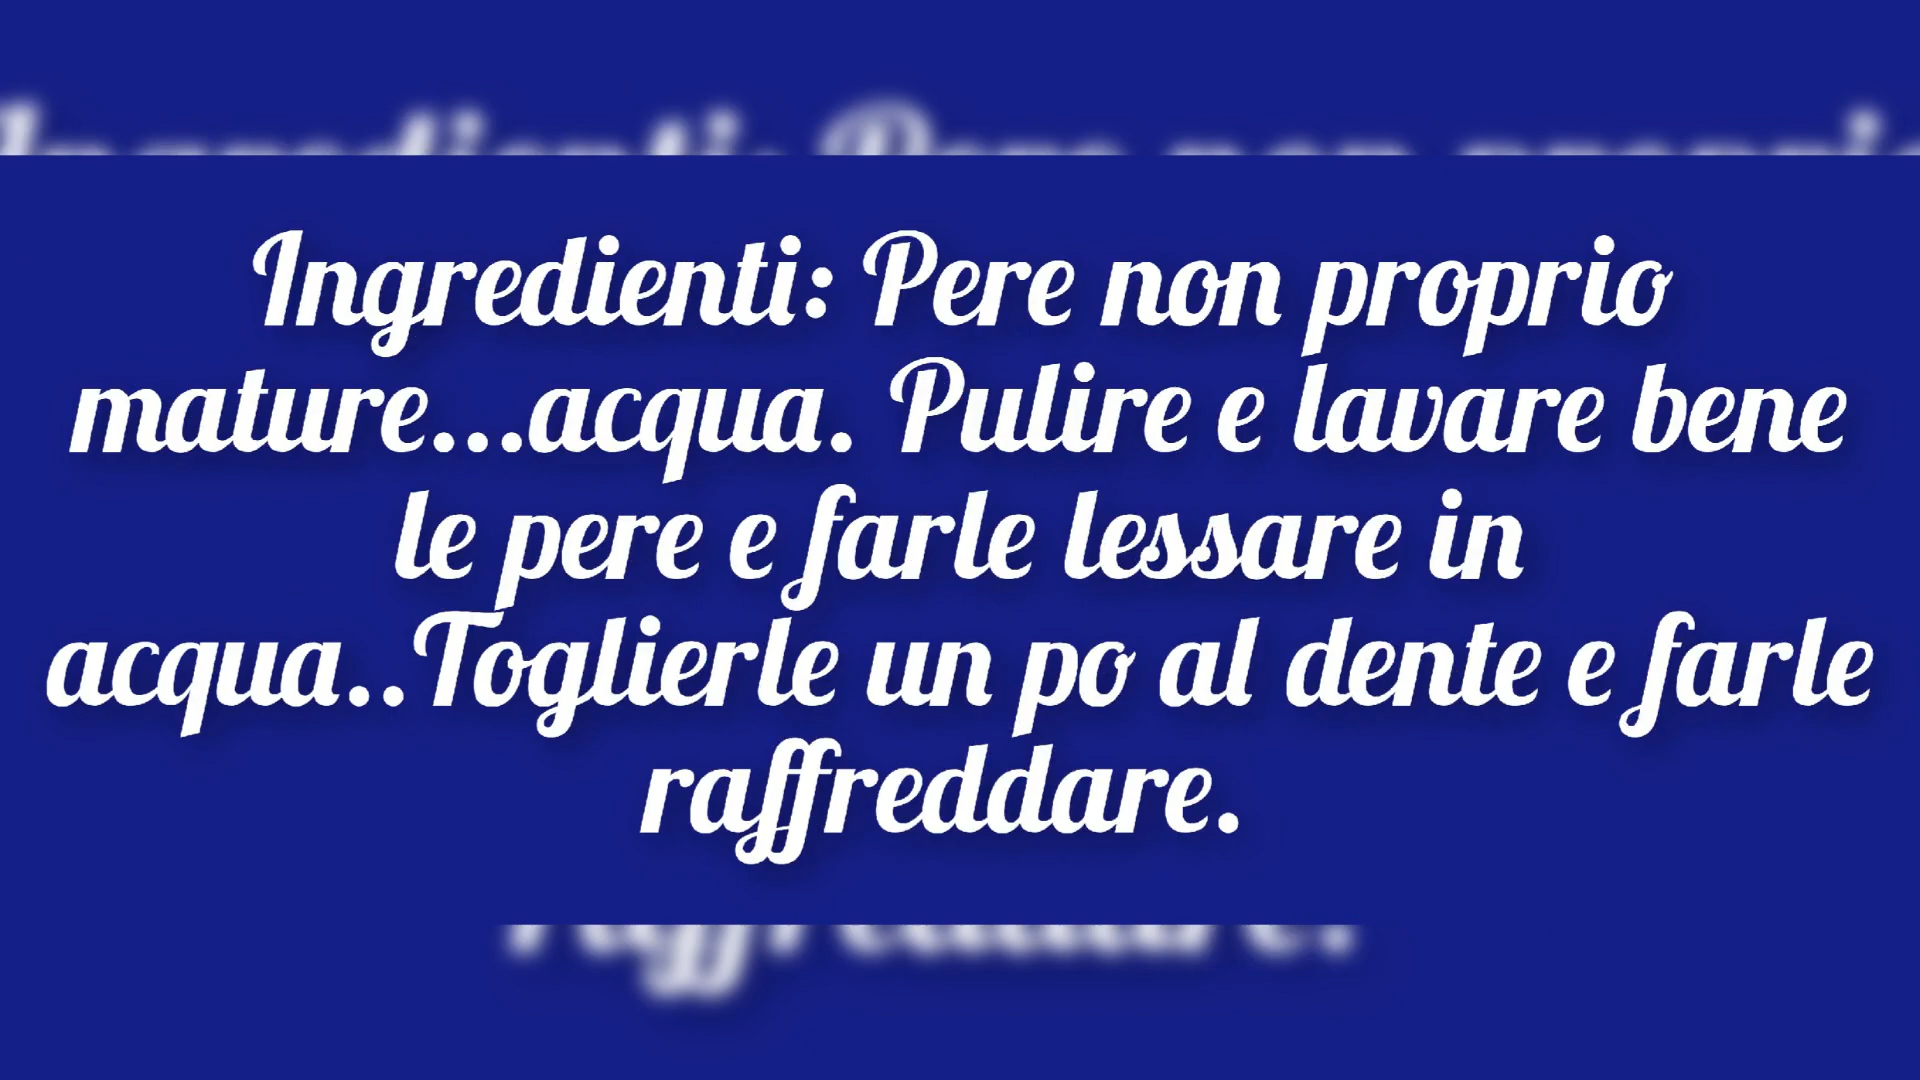 Ingredienti: Pere non proprio
mature...acqua. Pulire e lavare bene
le pere e farle lessare in
acqua..Toglierle un po al dente e farle
raffreddare.